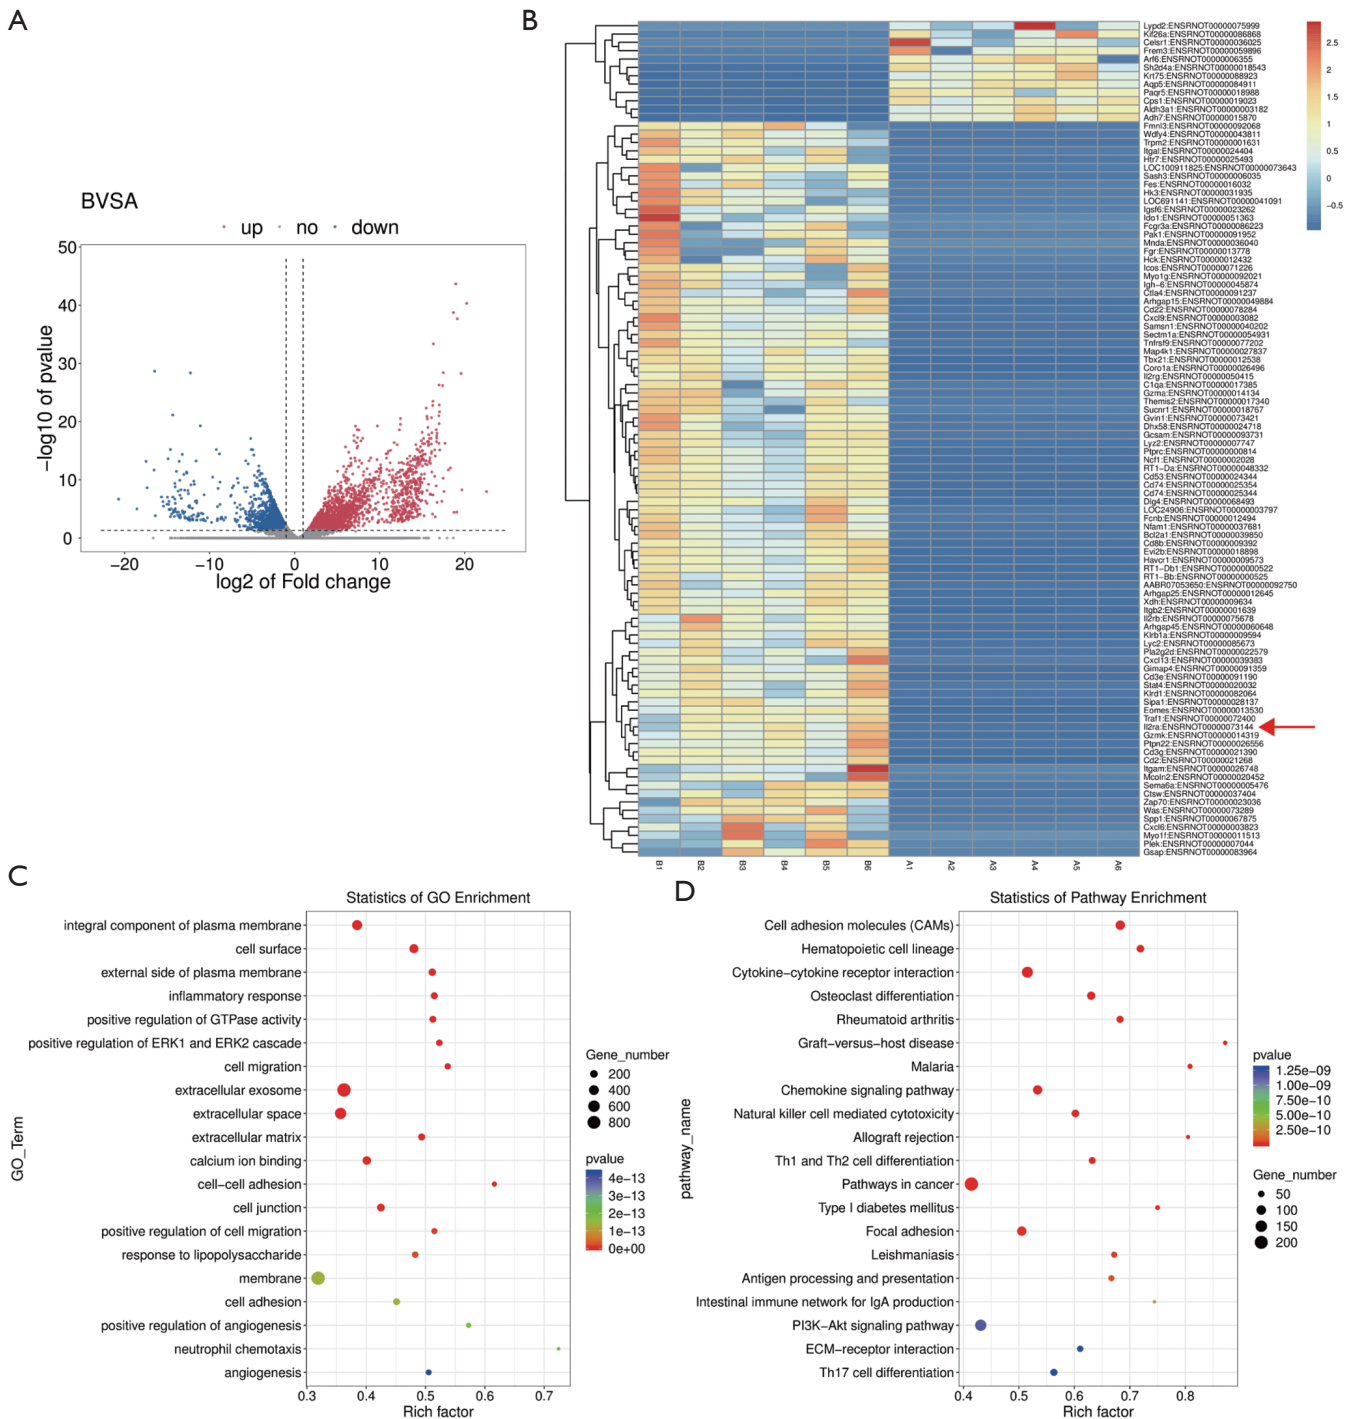 A
BVSA
up no down
50
40
30
20
10
0
−log10 of pvalue
−20 −10 0 10 20
log2 of Fold change
B
Lypd2:ENSRNOT00000075999
Kif26a:ENSRNOT00000086868
Celsr1:ENSRNOT00000036025
Frem3:ENSRNOT00000059896
Arf6:ENSRNOT00000006355
Sh2d4a:ENSRNOT00000018543
Krt75:ENSRNOT00000088923
Aqp5:ENSRNOT00000084911
Paqr5:ENSRNOT00000018988
Cps1:ENSRNOT00000019023
Aldh3a1:ENSRNOT00000003182
Adh7:ENSRNOT00000015870
Fmnl3:ENSRNOT00000092068
Wdfy4:ENSRNOT00000043811
Trpm2:ENSRNOT00000001631
Itgal:ENSRNOT00000024404
Htr7:ENSRNOT00000025493
LOC100911825:ENSRNOT00000073643
Sash3:ENSRNOT00000006035
Fes:ENSRNOT00000016032
Hk3:ENSRNOT00000031935
LOC691141:ENSRNOT00000041091
Igsf6:ENSRNOT00000023262
Ido1:ENSRNOT00000051363
Fcgr3a:ENSRNOT00000086223
Pak1:ENSRNOT00000091952
Mnda:ENSRNOT00000036040
Fgr:ENSRNOT00000013778
Hck:ENSRNOT00000012432
Icos:ENSRNOT00000071226
Myo1g:ENSRNOT00000092021
Igh−6:ENSRNOT00000045874
Ctla4:ENSRNOT00000091237
Arhgap15:ENSRNOT00000049884
Cd22:ENSRNOT00000078284
Cxcl9:ENSRNOT00000003082
Samsn1:ENSRNOT00000040202
Sectm1a:ENSRNOT00000054931
Tnfrsf9:ENSRNOT00000077202
Map4k1:ENSRNOT00000027837
Tbx21:ENSRNOT00000012538
Coro1a:ENSRNOT00000026496
Il2rg:ENSRNOT00000050415
C1qa:ENSRNOT00000017385
Gzma:ENSRNOT00000014134
Themis2:ENSRNOT00000017340
Sucnr1:ENSRNOT00000018767
Gvin1:ENSRNOT00000073421
Dhx58:ENSRNOT00000024718
Gcsam:ENSRNOT00000093731
Lyz2:ENSRNOT00000007747
Ptprc:ENSRNOT00000000814
Ncf1:ENSRNOT00000002028
RT1−Da:ENSRNOT00000048332
Cd53:ENSRNOT00000024344
Cd74:ENSRNOT00000025354
Cd74:ENSRNOT00000025344
Dlg4:ENSRNOT00000068493
LOC24906:ENSRNOT00000003797
Fcnb:ENSRNOT00000012494
Nfam1:ENSRNOT00000037681
Bcl2a1:ENSRNOT00000039850
Cd8b:ENSRNOT00000009392
Evi2b:ENSRNOT00000018898
Havcr1:ENSRNOT00000009573
RT1−Db1:ENSRNOT00000000522
RT1−Bb:ENSRNOT00000000525
AABR07053650:ENSRNOT00000092750
Arhgap25:ENSRNOT00000012645
Xdh:ENSRNOT00000009634
Itgb2:ENSRNOT00000001639
Il2rb:ENSRNOT00000075678
Arhgap45:ENSRNOT00000060648
Klrb1a:ENSRNOT00000009594
Lyc2:ENSRNOT00000085673
Pla2g2d:ENSRNOT00000022579
Cxcl13:ENSRNOT00000039383
Gimap4:ENSRNOT00000091359
Cd3e:ENSRNOT00000091190
Stat4:ENSRNOT00000020032
Klrd1:ENSRNOT00000082064
Sipa1:ENSRNOT00000028137
Eomes:ENSRNOT00000013530
Traf1:ENSRNOT00000072400
Il2ra:ENSRNOT00000073144
Gzmk:ENSRNOT00000014319
Ptpn22:ENSRNOT00000026556
Cd3g:ENSRNOT00000021390
Cd2:ENSRNOT00000021268
Itgam:ENSRNOT00000026748
Mcoln2:ENSRNOT00000020452
Sema6a:ENSRNOT00000005476
Ctsw:ENSRNOT00000037404
Zap70:ENSRNOT00000023036
Was:ENSRNOT00000073289
Spp1:ENSRNOT00000067875
Cxcl6:ENSRNOT00000003823
Myo1f:ENSRNOT00000011513
Plek:ENSRNOT00000007044
Gsap:ENSRNOT00000083964
B1 B2 B3 B4 B5 B6 A1 A2 A3 A4 A5 A6
2.5
2
1.5
1
0.5
0
−0.5
C
Statistics of GO Enrichment
GO_Term
integral component of plasma membrane
cell surface
external side of plasma membrane
inflammatory response
positive regulation of GTPase activity
positive regulation of ERK1 and ERK2 cascade
cell migration
extracellular exosome
extracellular space
extracellular matrix
calcium ion binding
cell−cell adhesion
cell junction
positive regulation of cell migration
response to lipopolysaccharide
membrane
cell adhesion
positive regulation of angiogenesis
neutrophil chemotaxis
angiogenesis
0.3 0.4 0.5 0.6 0.7
Rich factor
Gene_number
200
400
600
800
pvalue
4e−13
3e−13
2e−13
1e−13
0e+00
D
Statistics of Pathway Enrichment
pathway_name
Cell adhesion molecules (CAMs)
Hematopoietic cell lineage
Cytokine−cytokine receptor interaction
Osteoclast differentiation
Rheumatoid arthritis
Graft−versus−host disease
Malaria
Chemokine signaling pathway
Natural killer cell mediated cytotoxicity
Allograft rejection
Th1 and Th2 cell differentiation
Pathways in cancer
Type I diabetes mellitus
Focal adhesion
Leishmaniasis
Antigen processing and presentation
Intestinal immune network for IgA production
PI3K−Akt signaling pathway
ECM−receptor interaction
Th17 cell differentiation
0.4 0.5 0.6 0.7 0.8
Rich factor
pvalue
1.25e−09
1.00e−09
7.50e−10
5.00e−10
2.50e−10
Gene_number
50
100
150
200